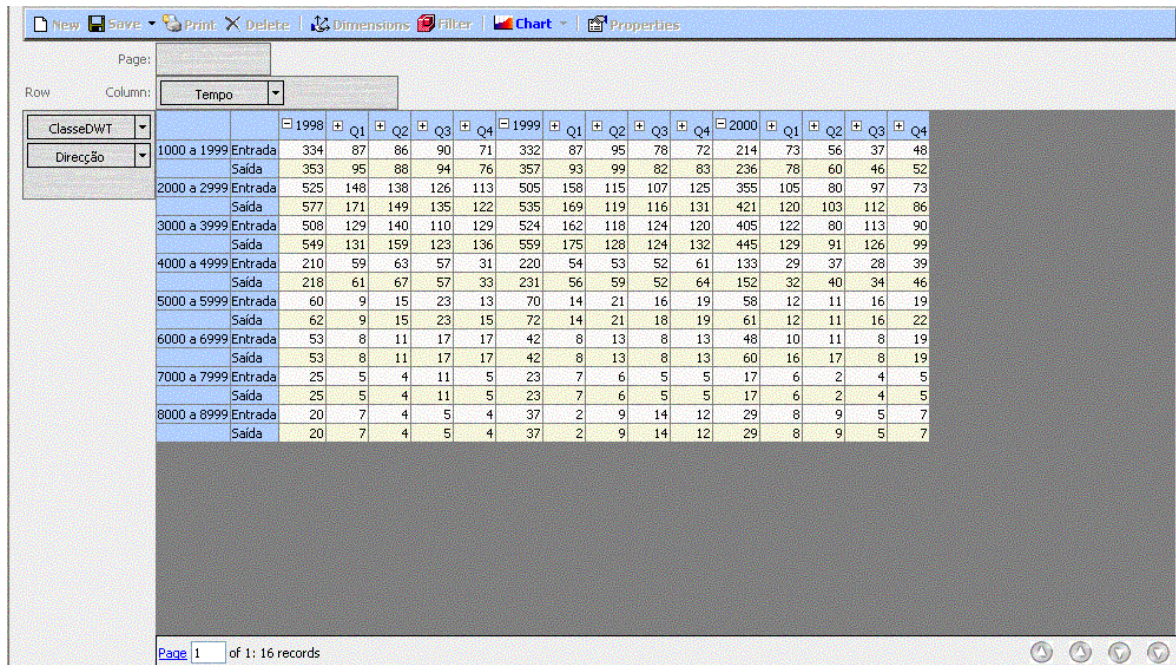 New Save Print Delete Dimensions Filter Chart Properties
Page:
Row Column: Tempo
ClasseDWT
Direcção
1998 Q1 Q2 Q3 Q4 1999 Q1 Q2 Q3 Q4 2000 Q1 Q2 Q3 Q4
1000 a 1999 Entrada 334 87 86 90 71 332 87 95 78 72 214 73 56 37 48
Saída 353 95 88 94 76 357 93 99 82 83 236 78 60 46 52
2000 a 2999 Entrada 525 148 138 126 113 505 158 115 107 125 355 105 80 97 73
Saída 577 171 149 135 122 535 169 119 116 131 421 120 103 112 86
3000 a 3999 Entrada 508 129 140 110 129 524 162 118 124 120 405 122 80 113 90
Saída 549 131 159 123 136 559 175 128 124 132 445 129 91 126 99
4000 a 4999 Entrada 210 59 63 57 31 220 54 53 52 61 133 29 37 28 39
Saída 218 61 67 57 33 231 56 59 52 64 152 32 40 34 46
5000 a 5999 Entrada 60 9 15 23 13 70 14 21 16 19 58 12 11 16 19
Saída 62 9 15 23 15 72 14 21 18 19 61 12 11 16 22
6000 a 6999 Entrada 53 8 11 17 17 42 8 13 8 13 48 10 11 8 19
Saída 53 8 11 17 17 42 8 13 8 13 60 16 17 8 19
7000 a 7999 Entrada 25 5 4 11 5 23 7 6 5 5 17 6 2 4 5
Saída 25 5 4 11 5 23 7 6 5 5 17 6 2 4 5
8000 a 8999 Entrada 20 7 4 5 4 37 2 9 14 12 29 8 9 5 7
Saída 20 7 4 5 4 37 2 9 14 12 29 8 9 5 7
Page 1 of 1: 16 records